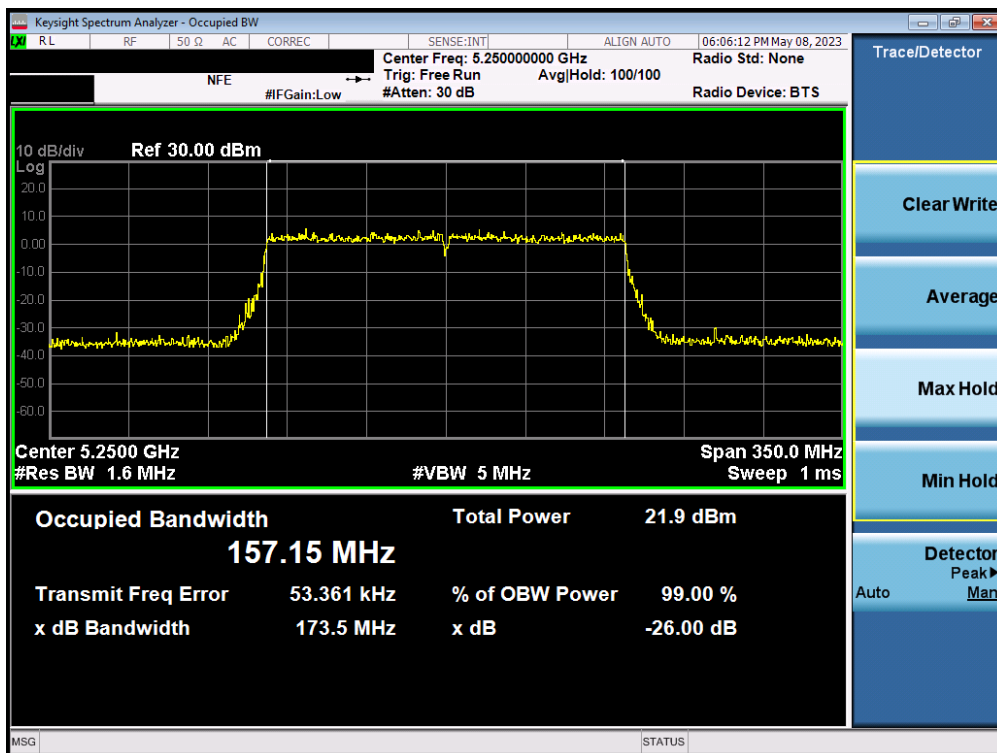 Keysight Spectrum Analyzer - Occupied BW
LXI RL RF 50 Ω AC CORREC SENSE:INT ALIGN AUTO 06:06:12 PM May 08, 2023
Center Freq: 5.250000000 GHz Radio Std: None
NFE Trig: Free Run Avg|Hold: 100/100
#IFGain:Low #Atten: 30 dB Radio Device: BTS
10 dB/div Ref 30.00 dBm
Log
20.0
10.0
0.00
-10.0
-20.0
-30.0
-40.0
-50.0
-60.0
Center 5.2500 GHz Span 350.0 MHz
#Res BW 1.6 MHz #VBW 5 MHz Sweep 1 ms
Occupied Bandwidth Total Power 21.9 dBm
157.15 MHz
Transmit Freq Error 53.361 kHz % of OBW Power 99.00 %
x dB Bandwidth 173.5 MHz x dB -26.00 dB
MSG STATUS
Trace/Detector
Clear Write
Average
Max Hold
Min Hold
Detector
Peak▶
Auto Man